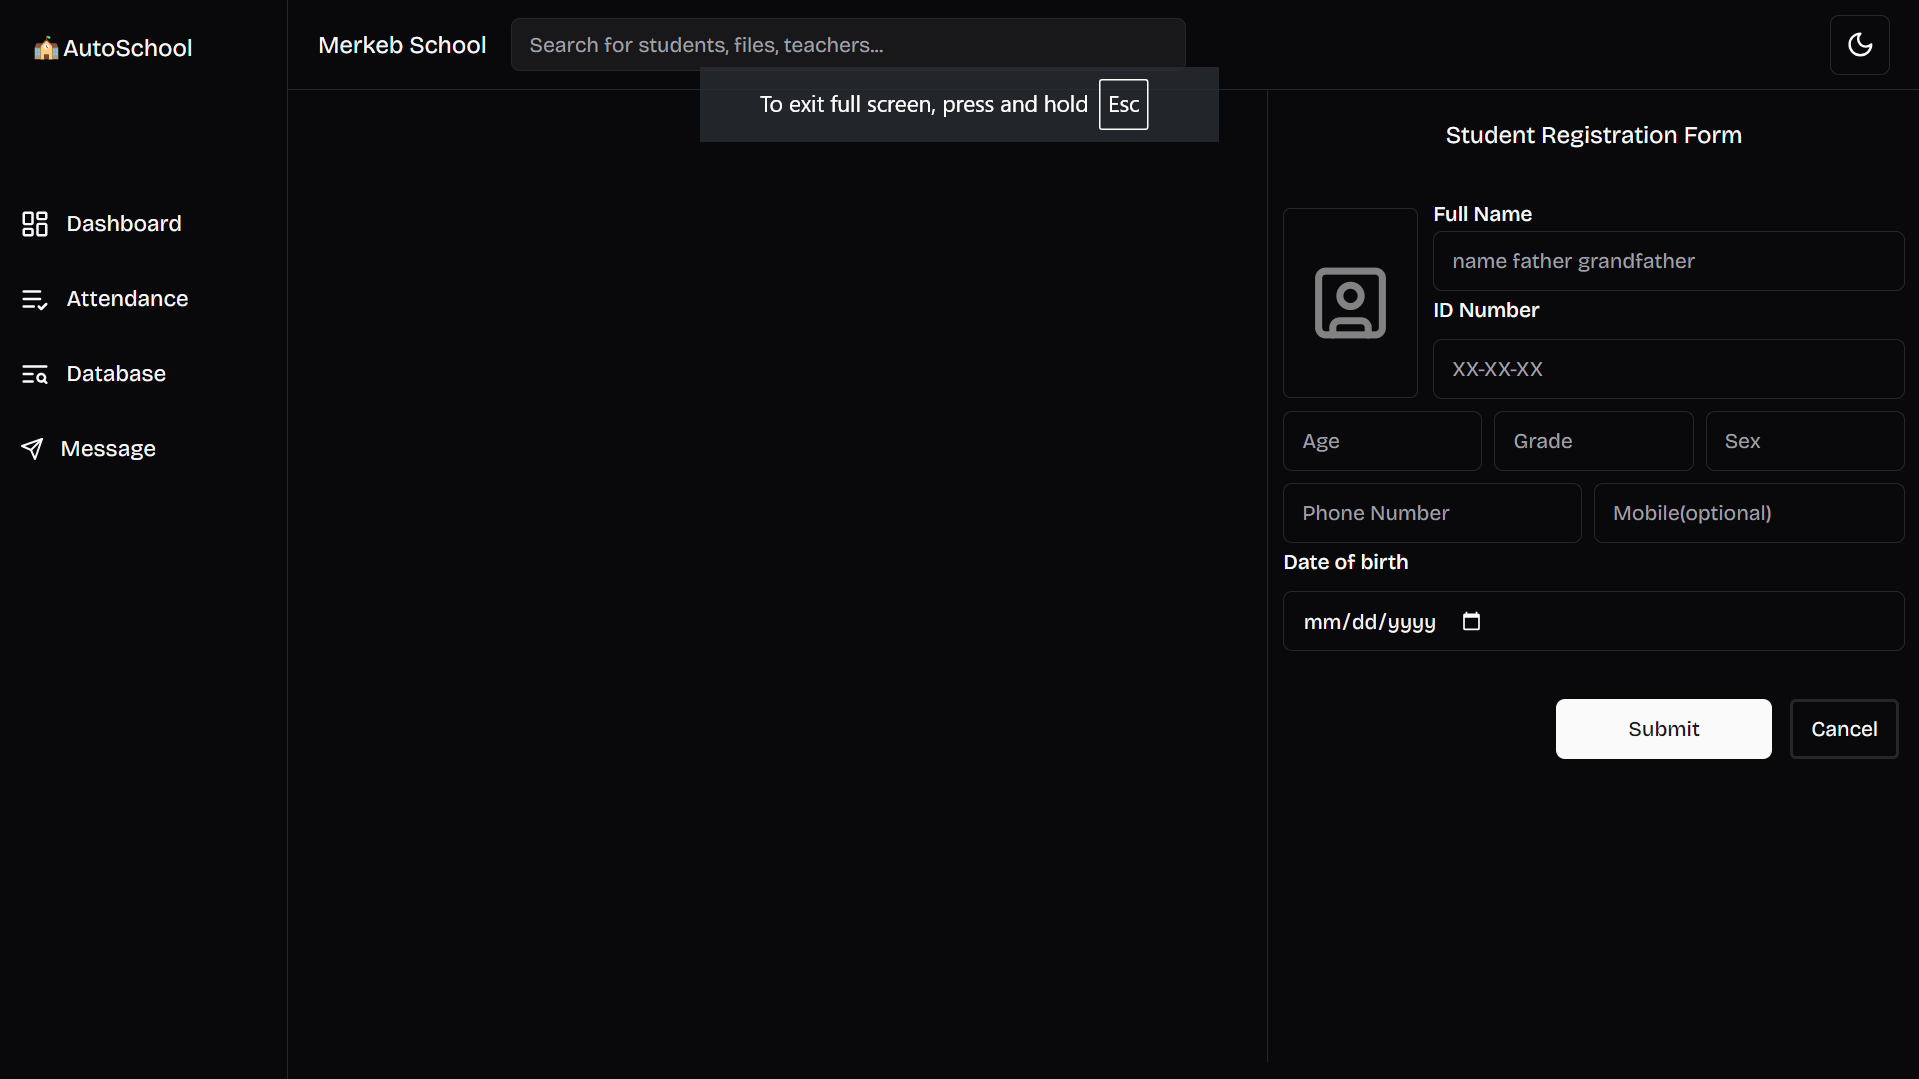 AutoSchool
Merkeb School
Search for students, files, teachers...
To exit full screen, press and hold Esc
Dashboard
Attendance
Database
Message
Student Registration Form
Full Name
name father grandfather
ID Number
XX-XX-XX
Age
Grade
Sex
Phone Number
Mobile(optional)
Date of birth
mm/dd/yyyy
Submit
Cancel